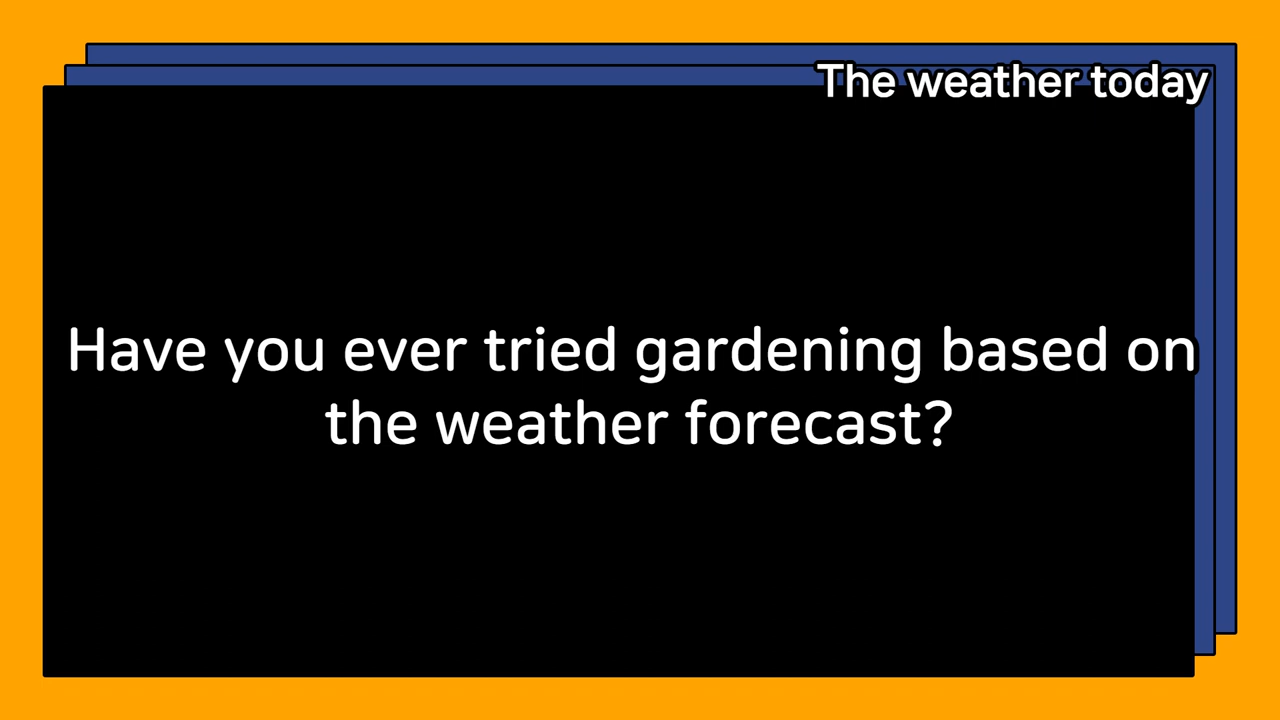 The weather today
Have you ever tried gardening based on
the weather forecast?